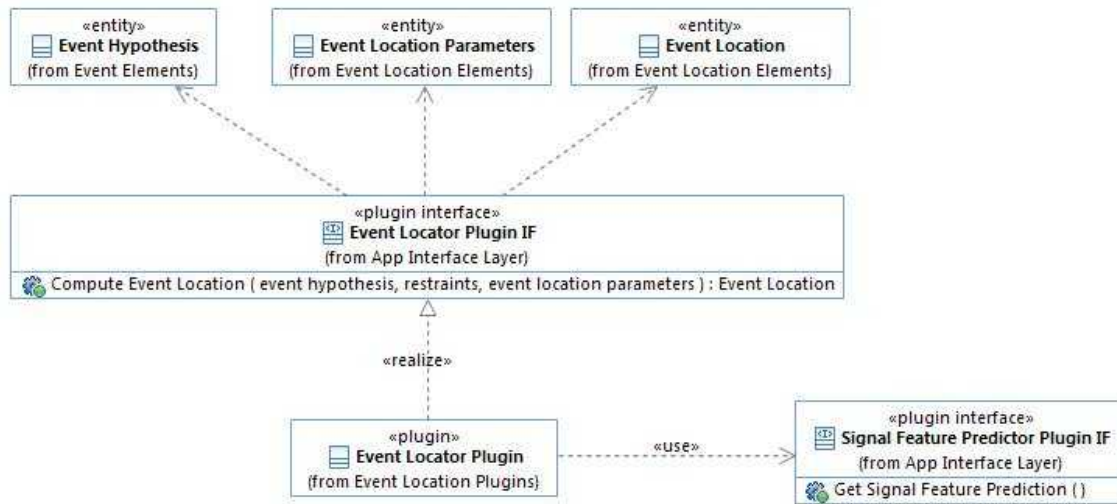 «entity»
Event Hypothesis
(from Event Elements)
«entity»
Event Location Parameters
(from Event Location Elements)
«entity»
Event Location
(from Event Location Elements)
«plugin interface»
Event Locator Plugin IF
(from App Interface Layer)
Compute Event Location ( event hypothesis, restraints, event location parameters ) : Event Location
«realize»
«plugin»
Event Locator Plugin
(from Event Location Plugins)
«use»
«plugin interface»
Signal Feature Predictor Plugin IF
(from App Interface Layer)
Get Signal Feature Prediction ( )